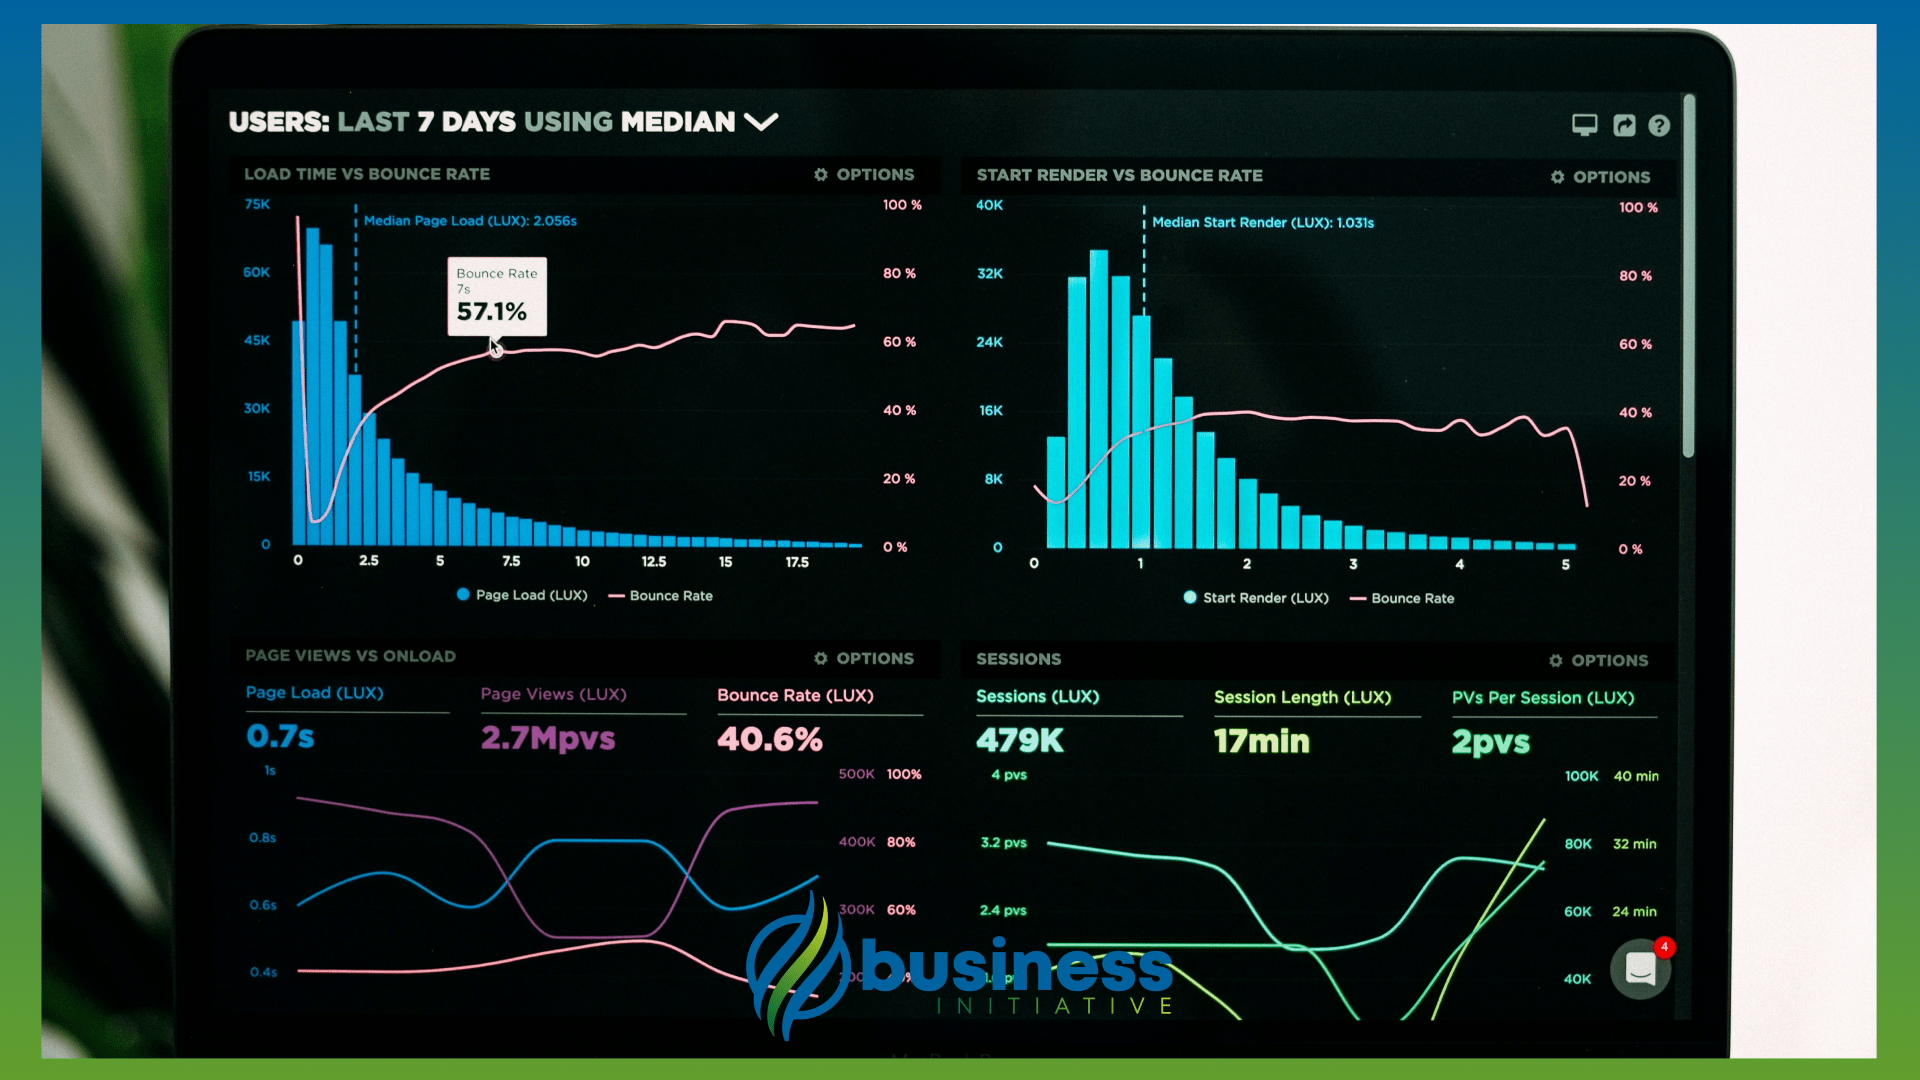 USERS: LAST 7 DAYS USING MEDIAN
LOAD TIME VS BOUNCE RATE
OPTIONS
75K
100 %
Median Page Load (LUX): 2.056s
60K
80 %
Bounce Rate
7s
57.1%
45K
60 %
30K
40 %
15K
20 %
0
0 %
0 2.5 5 7.5 10 12.5 15 17.5
Page Load (LUX) Bounce Rate
START RENDER VS BOUNCE RATE
OPTIONS
40K
100 %
Median Start Render (LUX): 1.031s
32K
80 %
24K
60 %
16K
40 %
8K
20 %
0
0 %
0 1 2 3 4 5
Start Render (LUX) Bounce Rate
PAGE VIEWS VS ONLOAD
OPTIONS
Page Load (LUX) Page Views (LUX) Bounce Rate (LUX)
0.7s 2.7Mpvs 40.6%
1s 500K 100%
0.8s 400K 80%
0.6s 300K 60%
0.4s
SESSIONS
OPTIONS
Sessions (LUX) Session Length (LUX) PVs Per Session (LUX)
479K 17min 2pvs
4 pvs 100K 40 min
3.2 pvs 80K 32 min
2.4 pvs 60K 24 min
40K
4
business
INITIATIVE